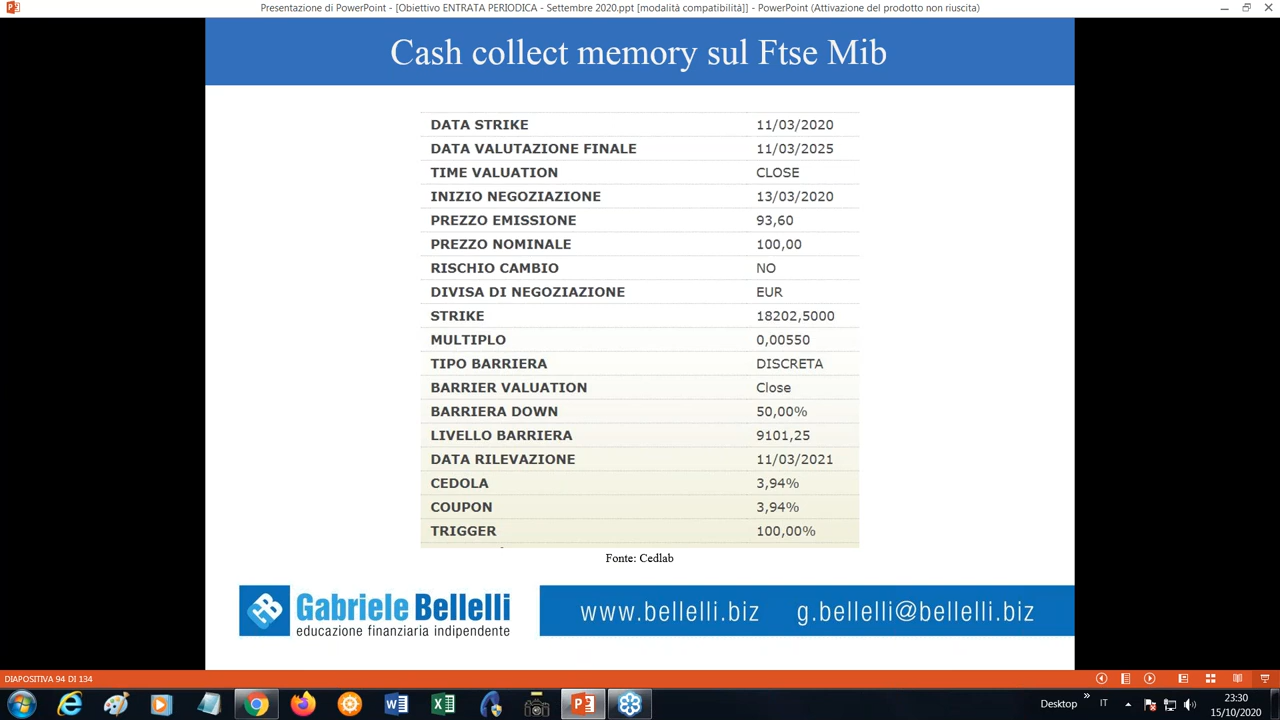 Presentazione di PowerPoint - [Obiettivo ENTRATA PERIODICA - Settembre 2020.ppt [modalità compatibilità]] - PowerPoint (Attivazione del prodotto non riuscita)
Cash collect memory sul Ftse Mib
DATA STRIKE 11/03/2020
DATA VALUTAZIONE FINALE 11/03/2025
TIME VALUATION CLOSE
INIZIO NEGOZIAZIONE 13/03/2020
PREZZO EMISSIONE 93,60
PREZZO NOMINALE 100,00
RISCHIO CAMBIO NO
DIVISA DI NEGOZIAZIONE EUR
STRIKE 18202,5000
MULTIPLO 0,00550
TIPO BARRIERA DISCRETA
BARRIER VALUATION Close
BARRIERA DOWN 50,00%
LIVELLO BARRIERA 9101,25
DATA RILEVAZIONE 11/03/2021
CEDOLA 3,94%
COUPON 3,94%
TRIGGER 100,00%
Fonte: Cedlab
Gabriele Bellelli
educazione finanziaria indipendente
www.bellelli.biz g.bellelli@bellelli.biz
DIAPOSITIVA 94 DI 134
Desktop IT 23:30
15/10/2020